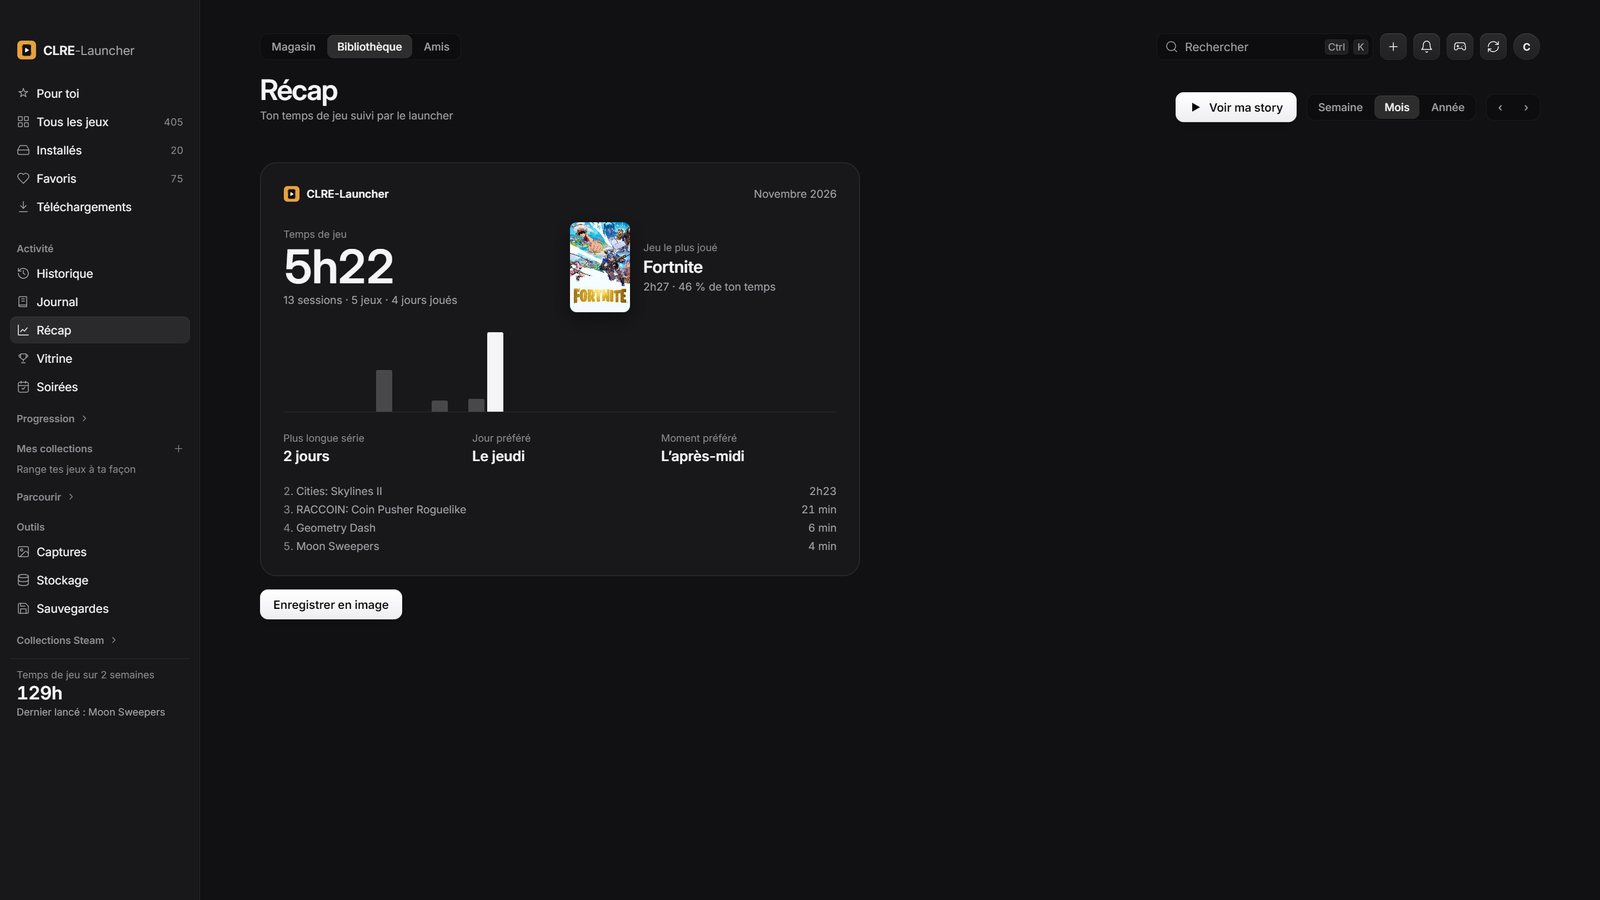 CLRE-Launcher
Pour toi
Tous les jeux 405
Installés 20
Favoris 75
Téléchargements
Activité
Historique
Journal
Récap
Vitrine
Soirées
Progression
Mes collections
Range tes jeux à ta façon
Parcourir
Outils
Captures
Stockage
Sauvegardes
Collections Steam
Temps de jeu sur 2 semaines
129h
Dernier lancé : Moon Sweepers
Magasin Bibliothèque Amis
Rechercher Ctrl K
C
Récap
Ton temps de jeu suivi par le launcher
Voir ma story
Semaine Mois Année
CLRE-Launcher
Novembre 2026
Temps de jeu
5h22
13 sessions · 5 jeux · 4 jours joués
FORTNITE
Jeu le plus joué
Fortnite
2h27 · 46 % de ton temps
Plus longue série
2 jours
Jour préféré
Le jeudi
Moment préféré
L’après-midi
2. Cities: Skylines II 2h23
3. RACCOIN: Coin Pusher Roguelike 21 min
4. Geometry Dash 6 min
5. Moon Sweepers 4 min
Enregistrer en image